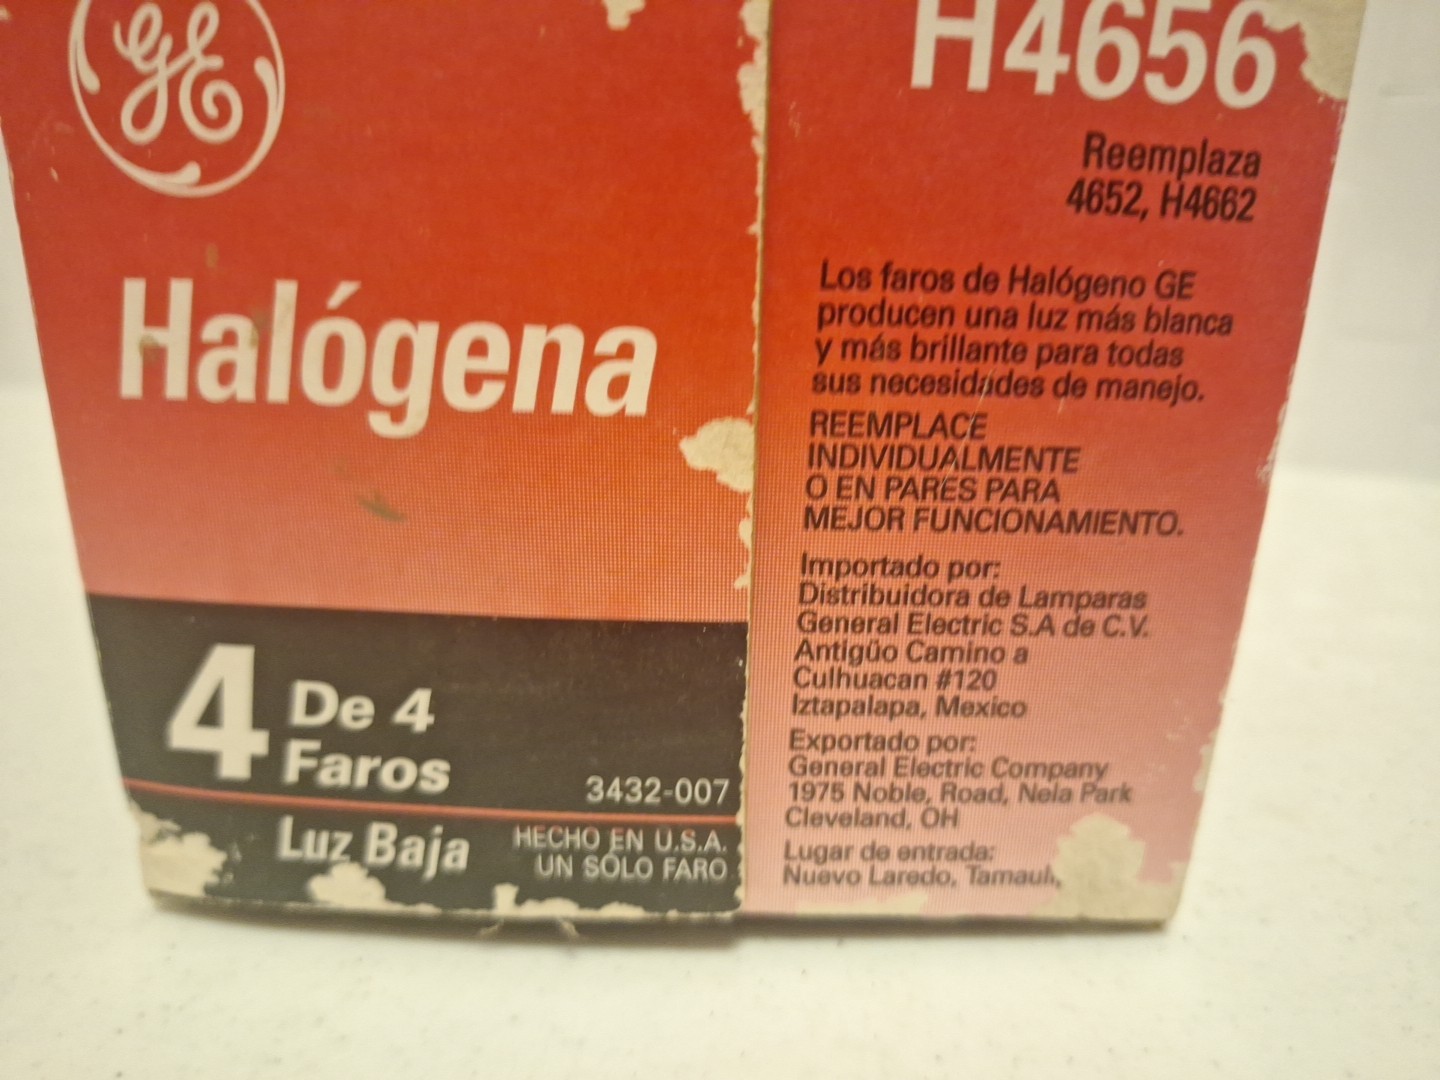 GE
Halógena
4 De 4
Faros
3432-007
Luz Baja
HECHO EN U.S.A.
UN SOLO FARO
H4656
Reemplaza
4652, H4662
Los faros de Halógeno GE
producen una luz más blanca
y más brillante para todas
sus necesidades de manejo.
REEMPLACE
INDIVIDUALMENTE
O EN PARES PARA
MEJOR FUNCIONAMIENTO.
Importado por:
Distribuidora de Lamparas
General Electric S.A de C.V.
Antigüo Camino a
Culhuacan #120
Iztapalapa, Mexico
Exportado por:
General Electric Company
1975 Noble, Road, Nela Park
Cleveland, OH
Lugar de entrada:
Nuevo Laredo,